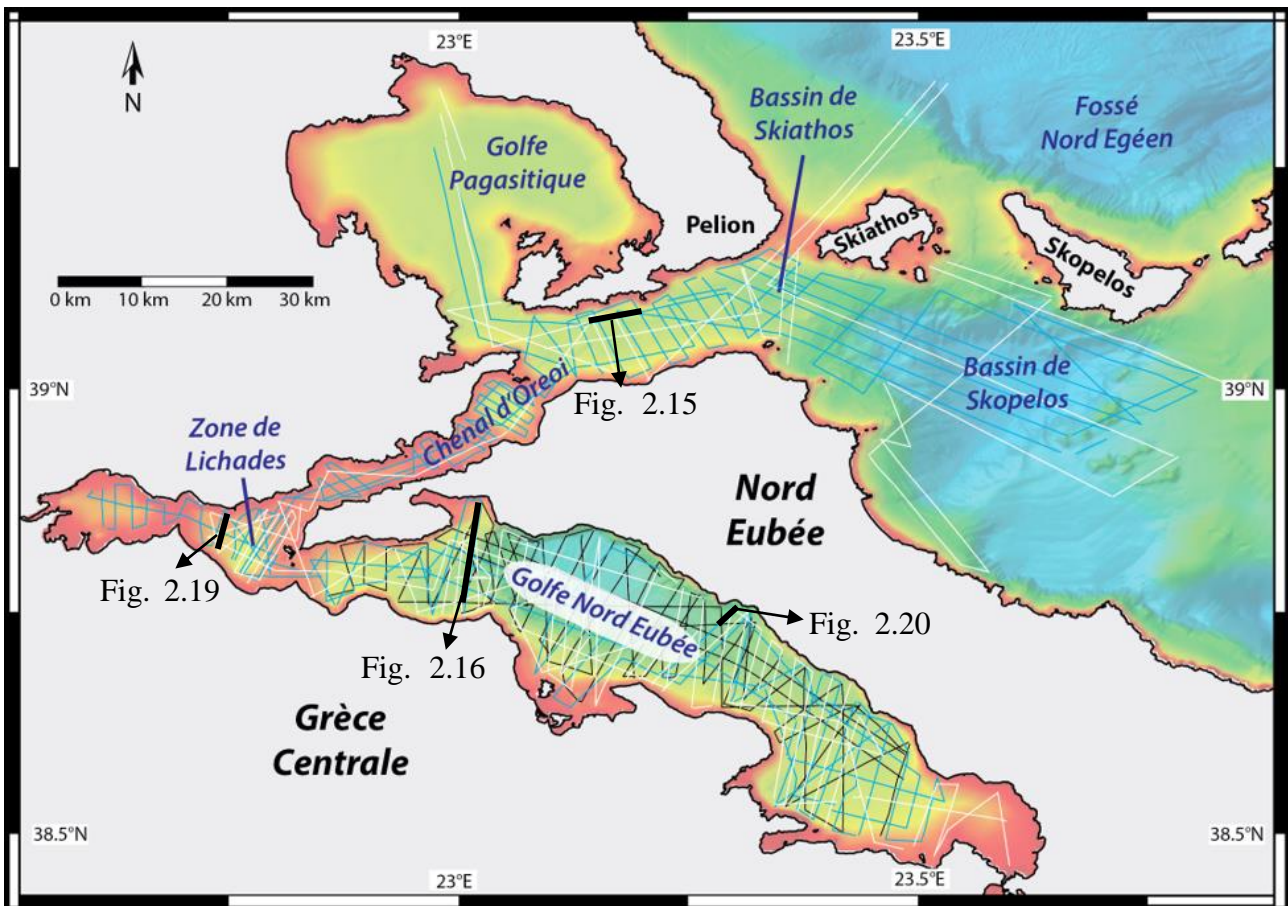 23°E
23.5°E
N
Bassin de
Skiathos
Fossé
Nord Egéen
Golfe
Pagasitique
Pelion
Skiathos
Skopelos
0 km 10 km 20 km 30 km
39°N
39°N
Chenal d'Oreoi
Fig. 2.15
Bassin de
Skopelos
Zone de
Lichades
Nord
Eubée
Fig. 2.19
Golfe Nord Eubée
Fig. 2.20
Fig. 2.16
Grèce
Centrale
38.5°N
38.5°N
23°E
23.5°E